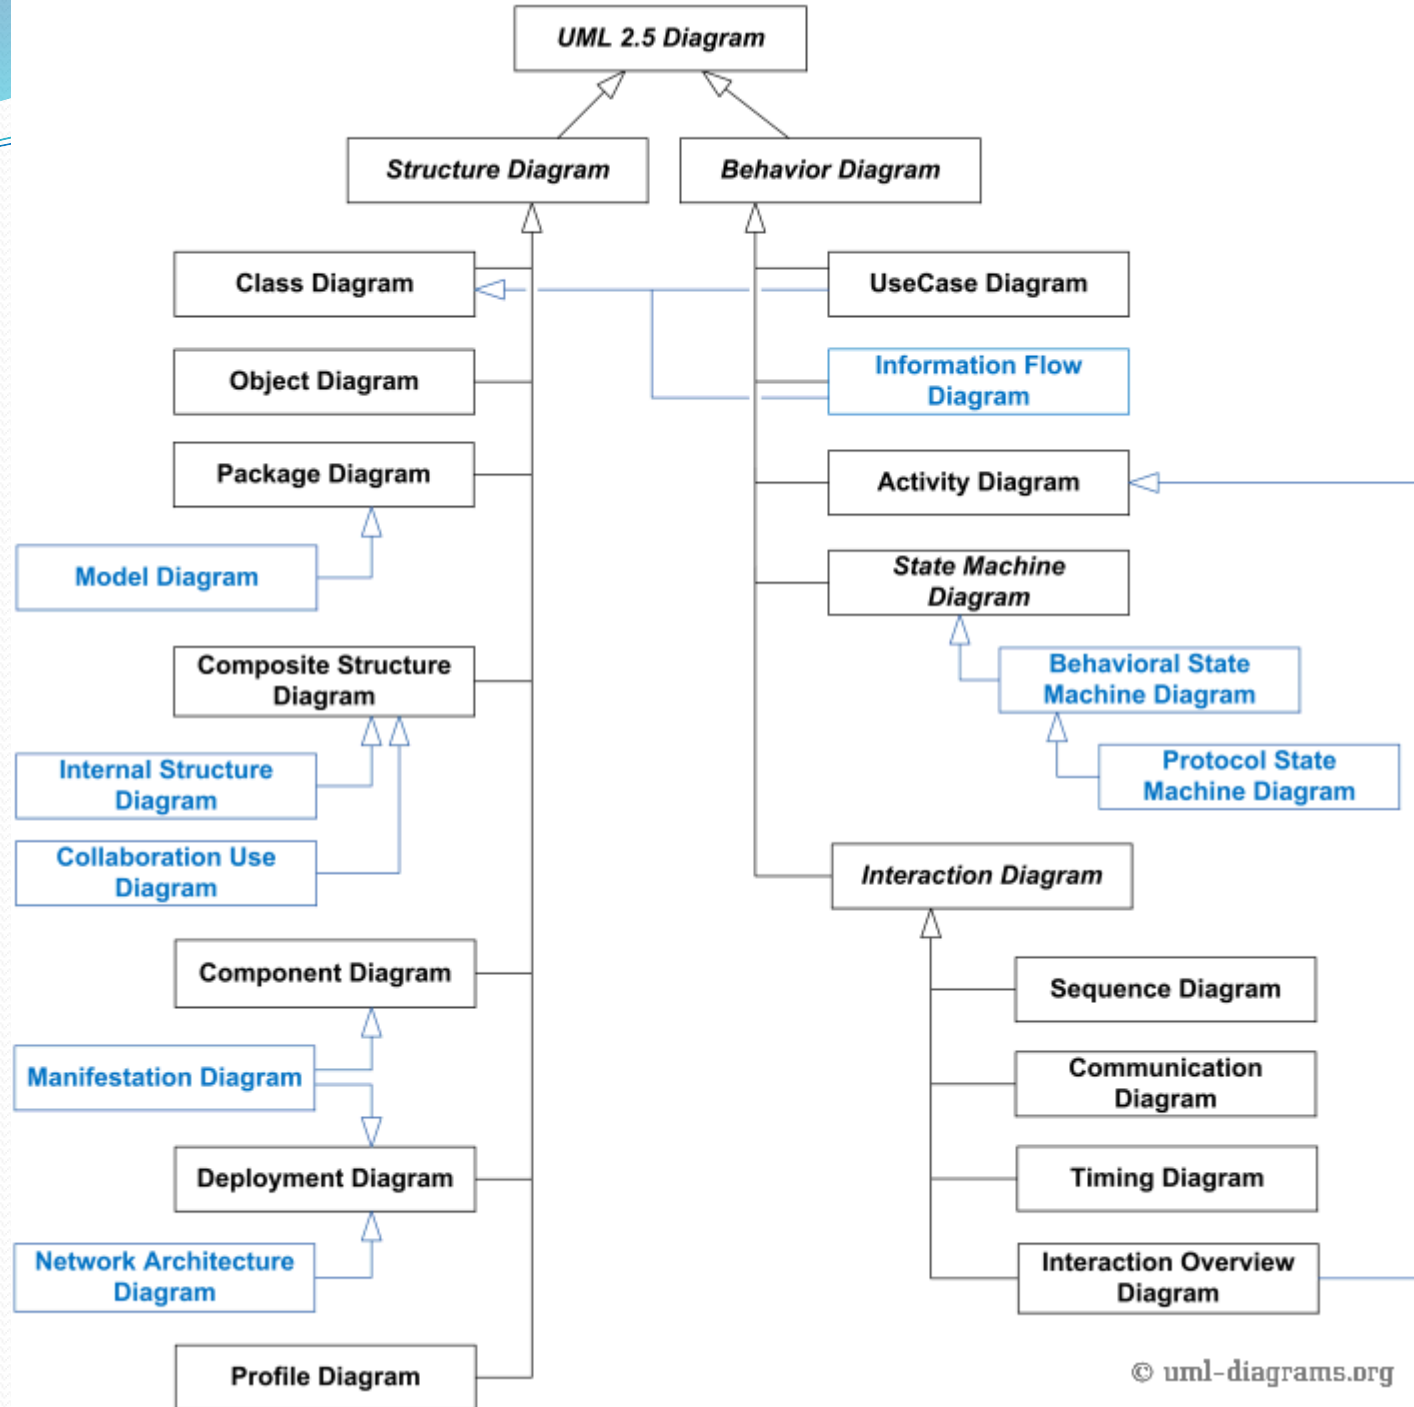 UML 2.5 Diagram
Structure Diagram
Behavior Diagram
Class Diagram
UseCase Diagram
Object Diagram
Information Flow
Diagram
Package Diagram
Activity Diagram
Model Diagram
State Machine
Diagram
Composite Structure
Diagram
Behavioral State
Machine Diagram
Internal Structure
Diagram
Protocol State
Machine Diagram
Collaboration Use
Diagram
Interaction Diagram
Component Diagram
Sequence Diagram
Manifestation Diagram
Communication
Diagram
Deployment Diagram
Timing Diagram
Network Architecture
Diagram
Interaction Overview
Diagram
Profile Diagram
© uml-diagrams.org